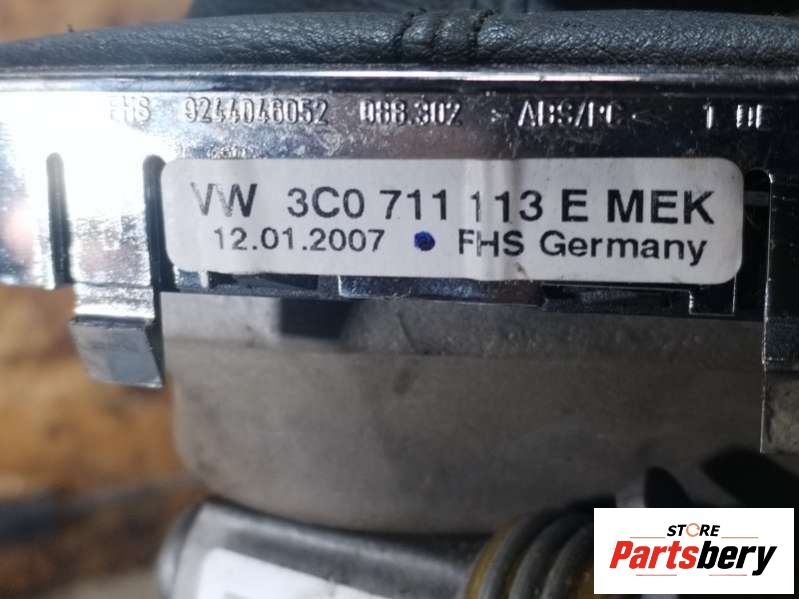 FHS 9244046052 088.302 > ABS/PC < 1 DE
VW 3C0 711 113 E MEK
12.01.2007 FHS Germany
STORE
Partsbery